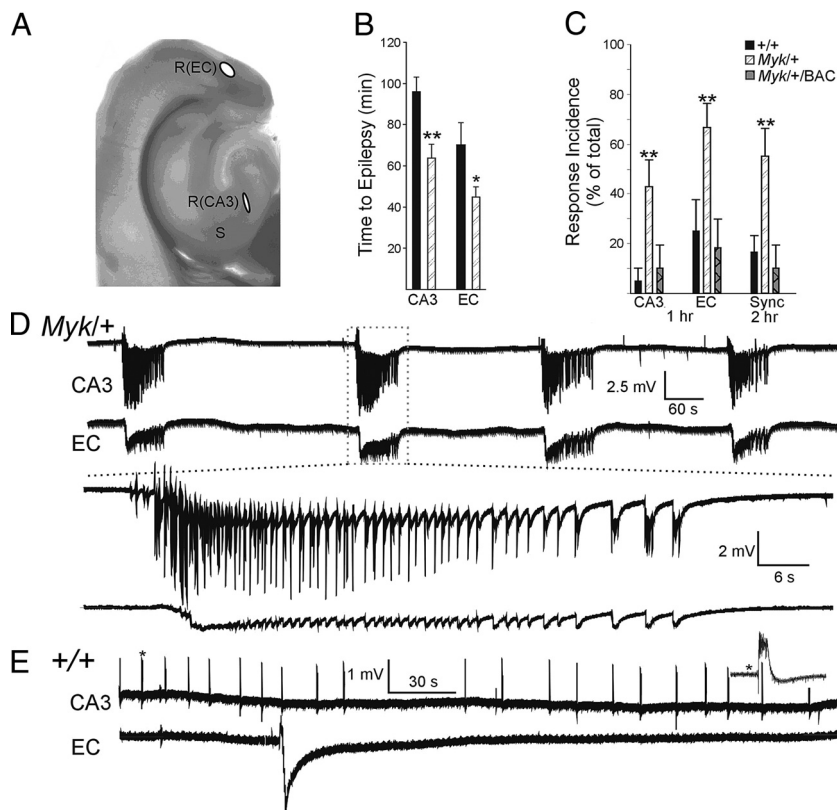 A
R(EC)
R(CA3)
S
B
Time to Epilepsy (min)
120
100
80
60
40
20
**
*
CA3 EC
C
Response Incidence
(% of total)
100
80
60
40
20
+/+
Myk/+
Myk/+/BAC
**
**
**
CA3 EC Sync
1 hr 2 hr
D Myk/+
CA3
2.5 mV
60 s
EC
2 mV
6 s
E +/+
*
1 mV
30 s
*
CA3
EC